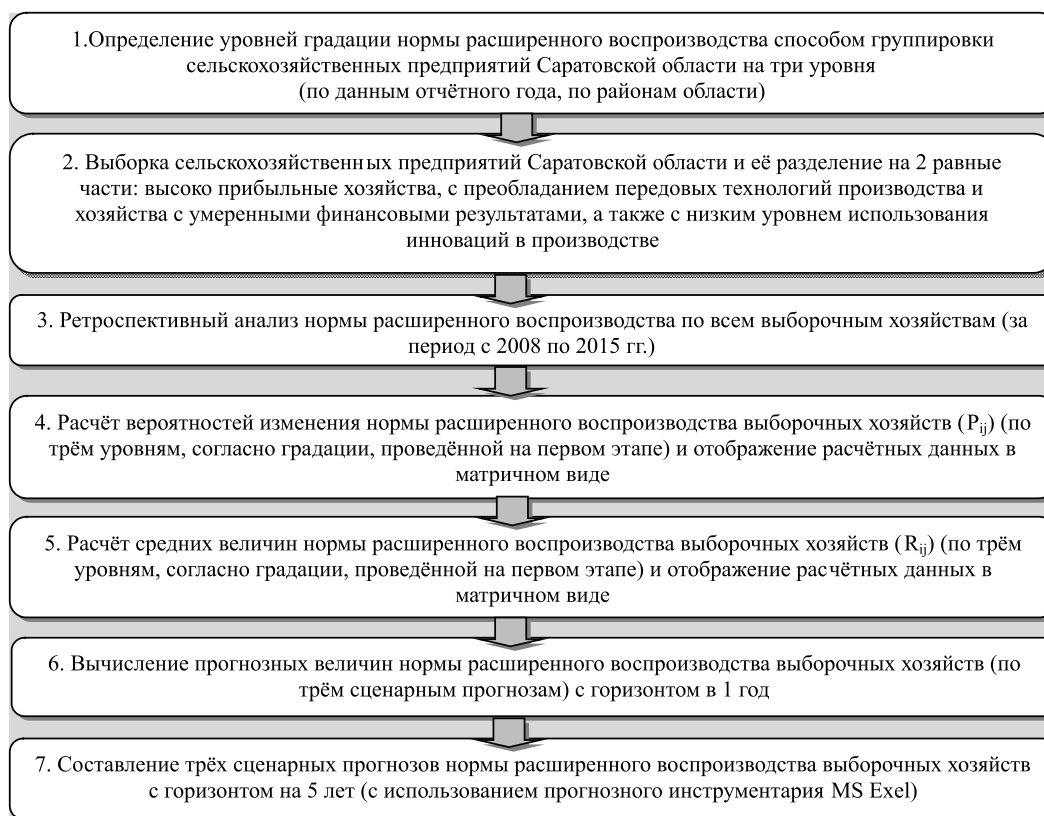 1.Определение уровней градации нормы расширенного воспроизводства способом группировки
сельскохозяйственных предприятий Саратовской области на три уровня
(по данным отчётного года, по районам области)
2. Выборка сельскохозяйственных предприятий Саратовской области и её разделение на 2 равные
части: высоко прибыльные хозяйства, с преобладанием передовых технологий производства и
хозяйства с умеренными финансовыми результатами, а также с низким уровнем использования
инноваций в производстве
3. Ретроспективный анализ нормы расширенного воспроизводства по всем выборочным хозяйствам (за
период с 2008 по 2015 гг.)
4. Расчёт вероятностей изменения нормы расширенного воспроизводства выборочных хозяйств (Pij) (по
трём уровням, согласно градации, проведённой на первом этапе) и отображение расчётных данных в
матричном виде
5. Расчёт средних величин нормы расширенного воспроизводства выборочных хозяйств (Rij) (по трём
уровням, согласно градации, проведённой на первом этапе) и отображение расчётных данных в
матричном виде
6. Вычисление прогнозных величин нормы расширенного воспроизводства выборочных хозяйств (по
трём сценарным прогнозам) с горизонтом в 1 год
7. Составление трёх сценарных прогнозов нормы расширенного воспроизводства выборочных хозяйств
с горизонтом на 5 лет (с использованием прогнозного инструментария MS Exel)